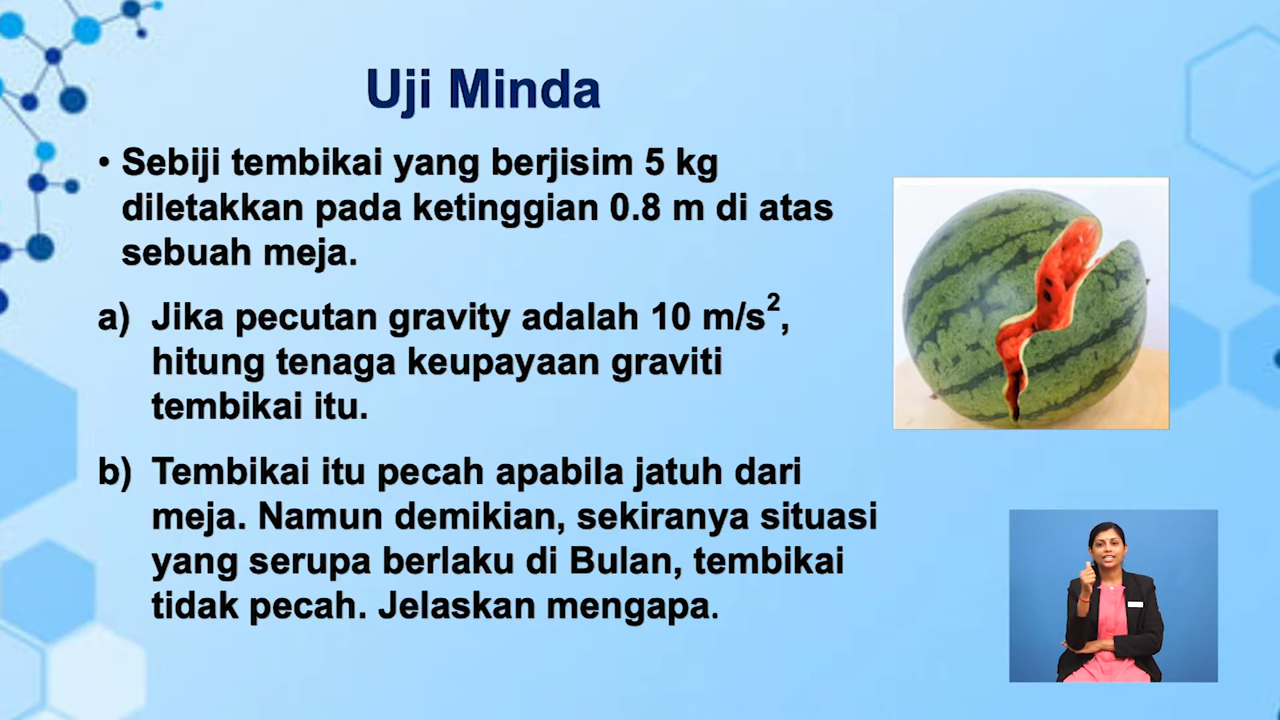 Uji Minda
• Sebiji tembikai yang berjisim 5 kg
diletakkan pada ketinggian 0.8 m di atas
sebuah meja.
a) Jika pecutan gravity adalah 10 m/s²,
hitung tenaga keupayaan graviti
tembikai itu.
b) Tembikai itu pecah apabila jatuh dari
meja. Namun demikian, sekiranya situasi
yang serupa berlaku di Bulan, tembikai
tidak pecah. Jelaskan mengapa.